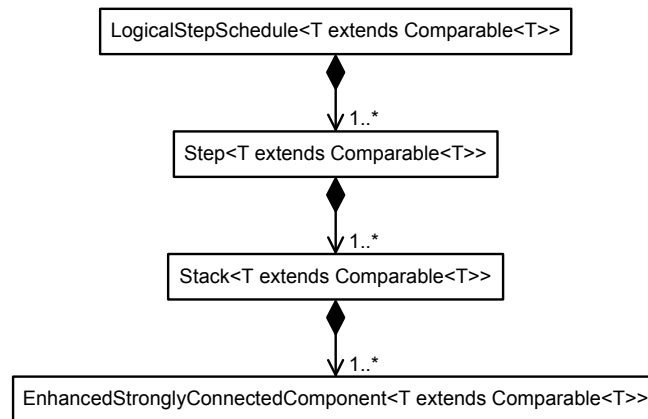 LogicalStepSchedule<T extends Comparable<T>>
1..*
Step<T extends Comparable<T>>
1..*
Stack<T extends Comparable<T>>
1..*
EnhancedStronglyConnectedComponent<T extends Comparable<T>>